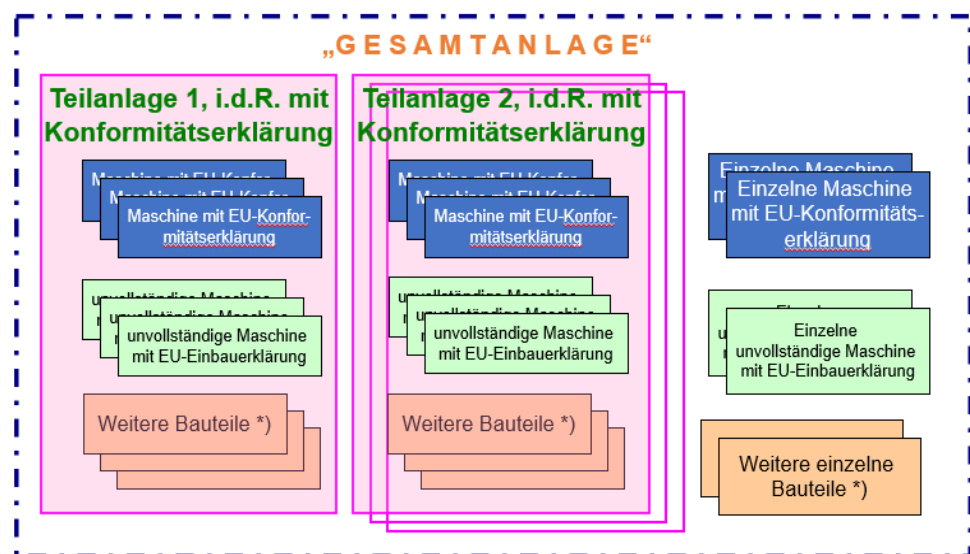 „G E S A M T A N L A G E“
Teilanlage 1, i.d.R. mit
Konformitätserklärung
Maschine mit EU-Konfor-
mitätserklärung
unvollständige Maschine
mit EU-Einbauerklärung
Weitere Bauteile *)
Teilanlage 2, i.d.R. mit
Konformitätserklärung
Maschine mit EU-Konfor-
mitätserklärung
unvollständige Maschine
mit EU-Einbauerklärung
Weitere Bauteile *)
Einzelne Maschine
Einzelne Maschine
mit EU-Konformitäts-
erklärung
Einzelne
unvollständige Maschine
mit EU-Einbauerklärung
Weitere einzelne
Bauteile *)